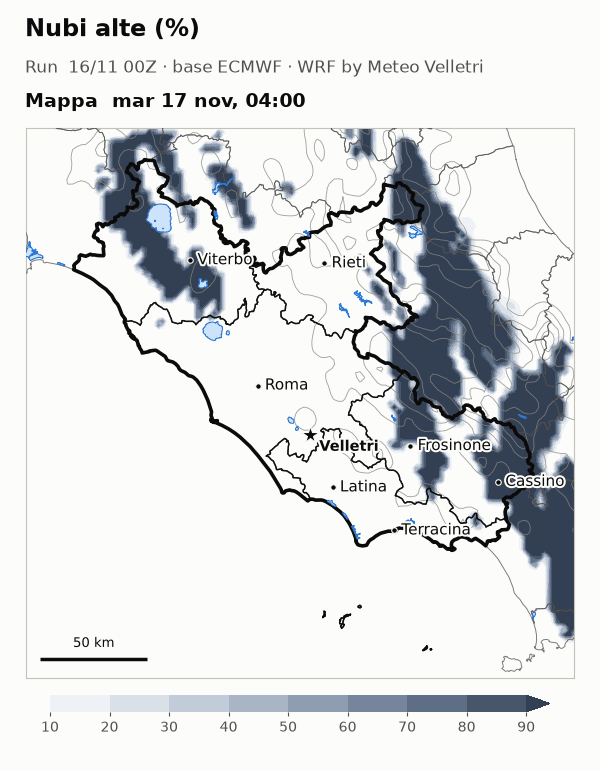 Nubi alte (%)
Run 16/11 00Z · base ECMWF · WRF by Meteo Velletri
Mappa mar 17 nov, 04:00
Viterbo
Rieti
Roma
Velletri
Frosinone
Latina
Cassino
Terracina
50 km
10 20 30 40 50 60 70 80 90